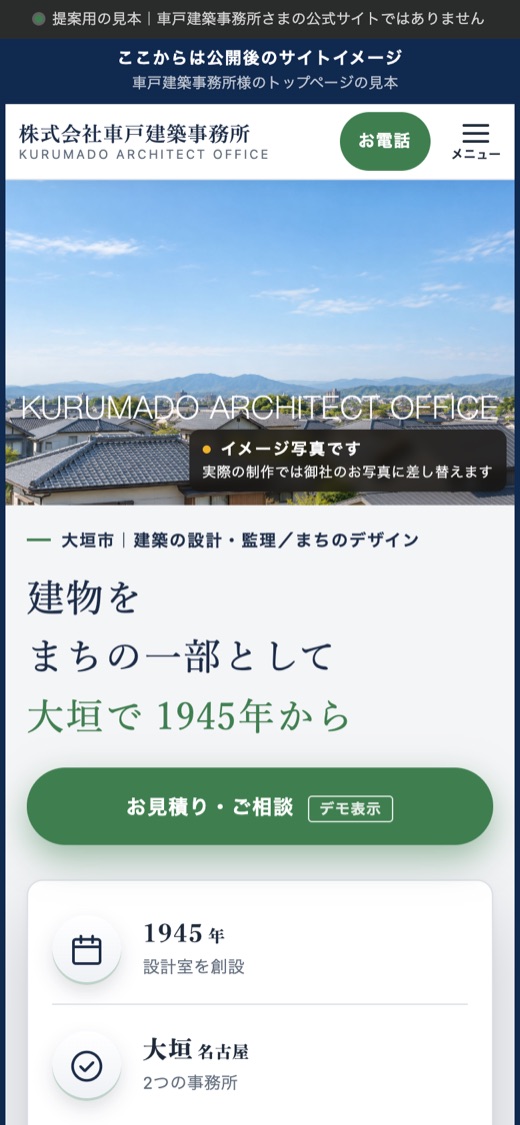 提案用の見本｜車戸建築事務所さまの公式サイトではありません
ここからは公開後のサイトイメージ
車戸建築事務所様のトップページの見本
株式会社車戸建築事務所
KURUMADO ARCHITECT OFFICE
お電話
メニュー
KURUMADO ARCHITECT OFFICE
イメージ写真です
実際の制作では御社のお写真に差し替えます
大垣市｜建築の設計・監理／まちのデザイン
建物を
まちの一部として
大垣で 1945年から
お見積り・ご相談 デモ表示
1945 年
設計室を創設
大垣 名古屋
2つの事務所